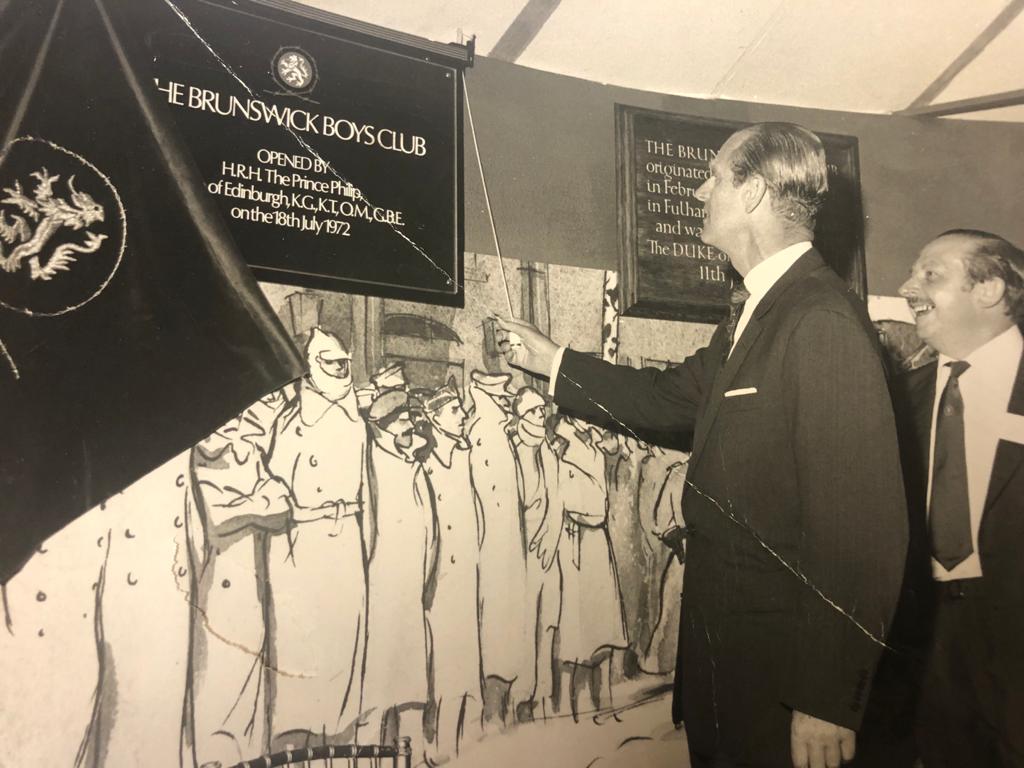 THE BRUNSWICK BOYS CLUB
OPENED BY
H.R.H. The Prince Philip,
of Edinburgh, K.G., K.T., O.M., G.B.E.
on the 18th July 1972
THE BRUN
originated
in Febru
in Fulha
and wa
The DUKE o
11th